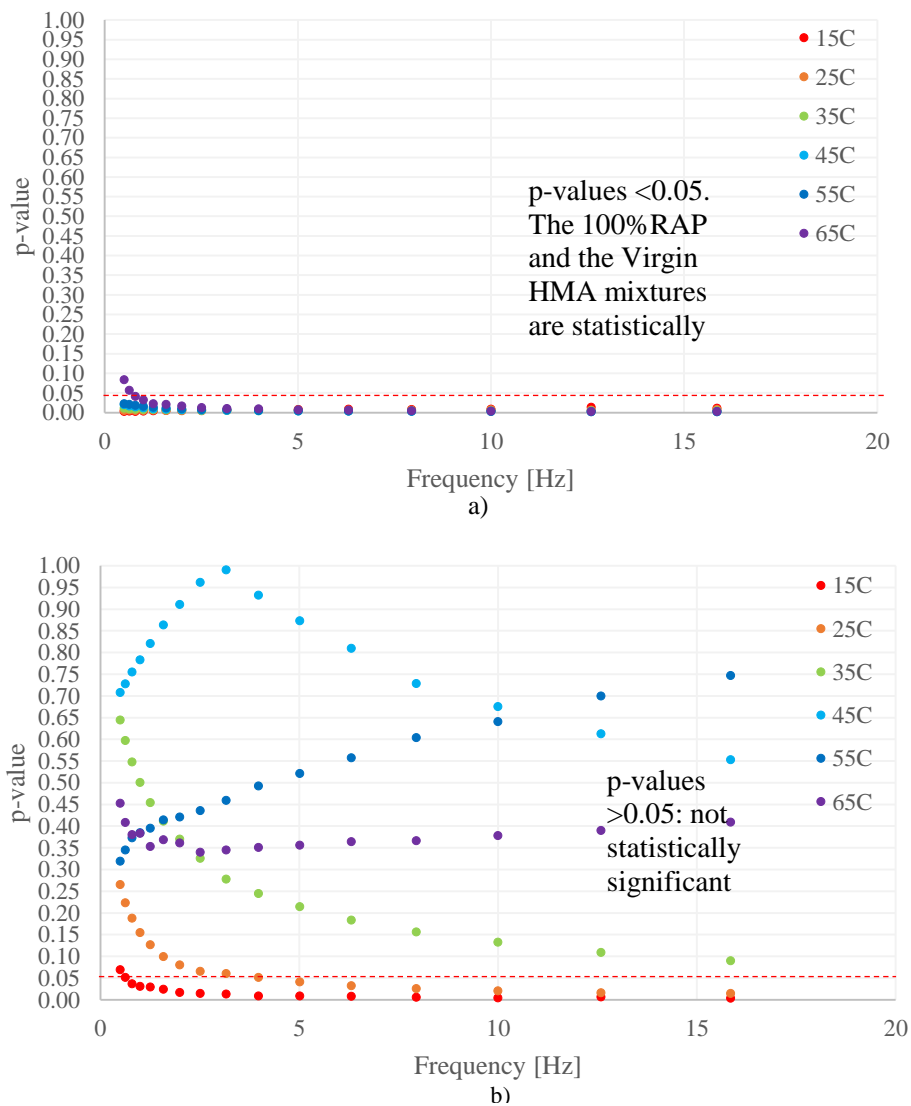 1.00
0.95
0.90
0.85
0.80
0.75
0.70
0.65
0.60
0.55
0.50
0.45
0.40
0.35
0.30
0.25
0.20
0.15
0.10
0.05
0.00
p-value
15C
25C
35C
45C
55C
65C
p-values <0.05.
The 100%RAP
and the Virgin
HMA mixtures
are statistically
0
5
10
15
20
Frequency [Hz]
a)
1.00
0.95
0.90
0.85
0.80
0.75
0.70
0.65
0.60
0.55
0.50
0.45
0.40
0.35
0.30
0.25
0.20
0.15
0.10
0.05
0.00
p-value
15C
25C
35C
45C
55C
65C
p-values
>0.05: not
statistically
significant
0
5
10
15
20
Frequency [Hz]
b)